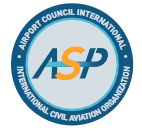 AIRPORT COUNCIL INTERNATIONAL
ASP
INTERNATIONAL CIVIL AVIATION ORGANIZATION